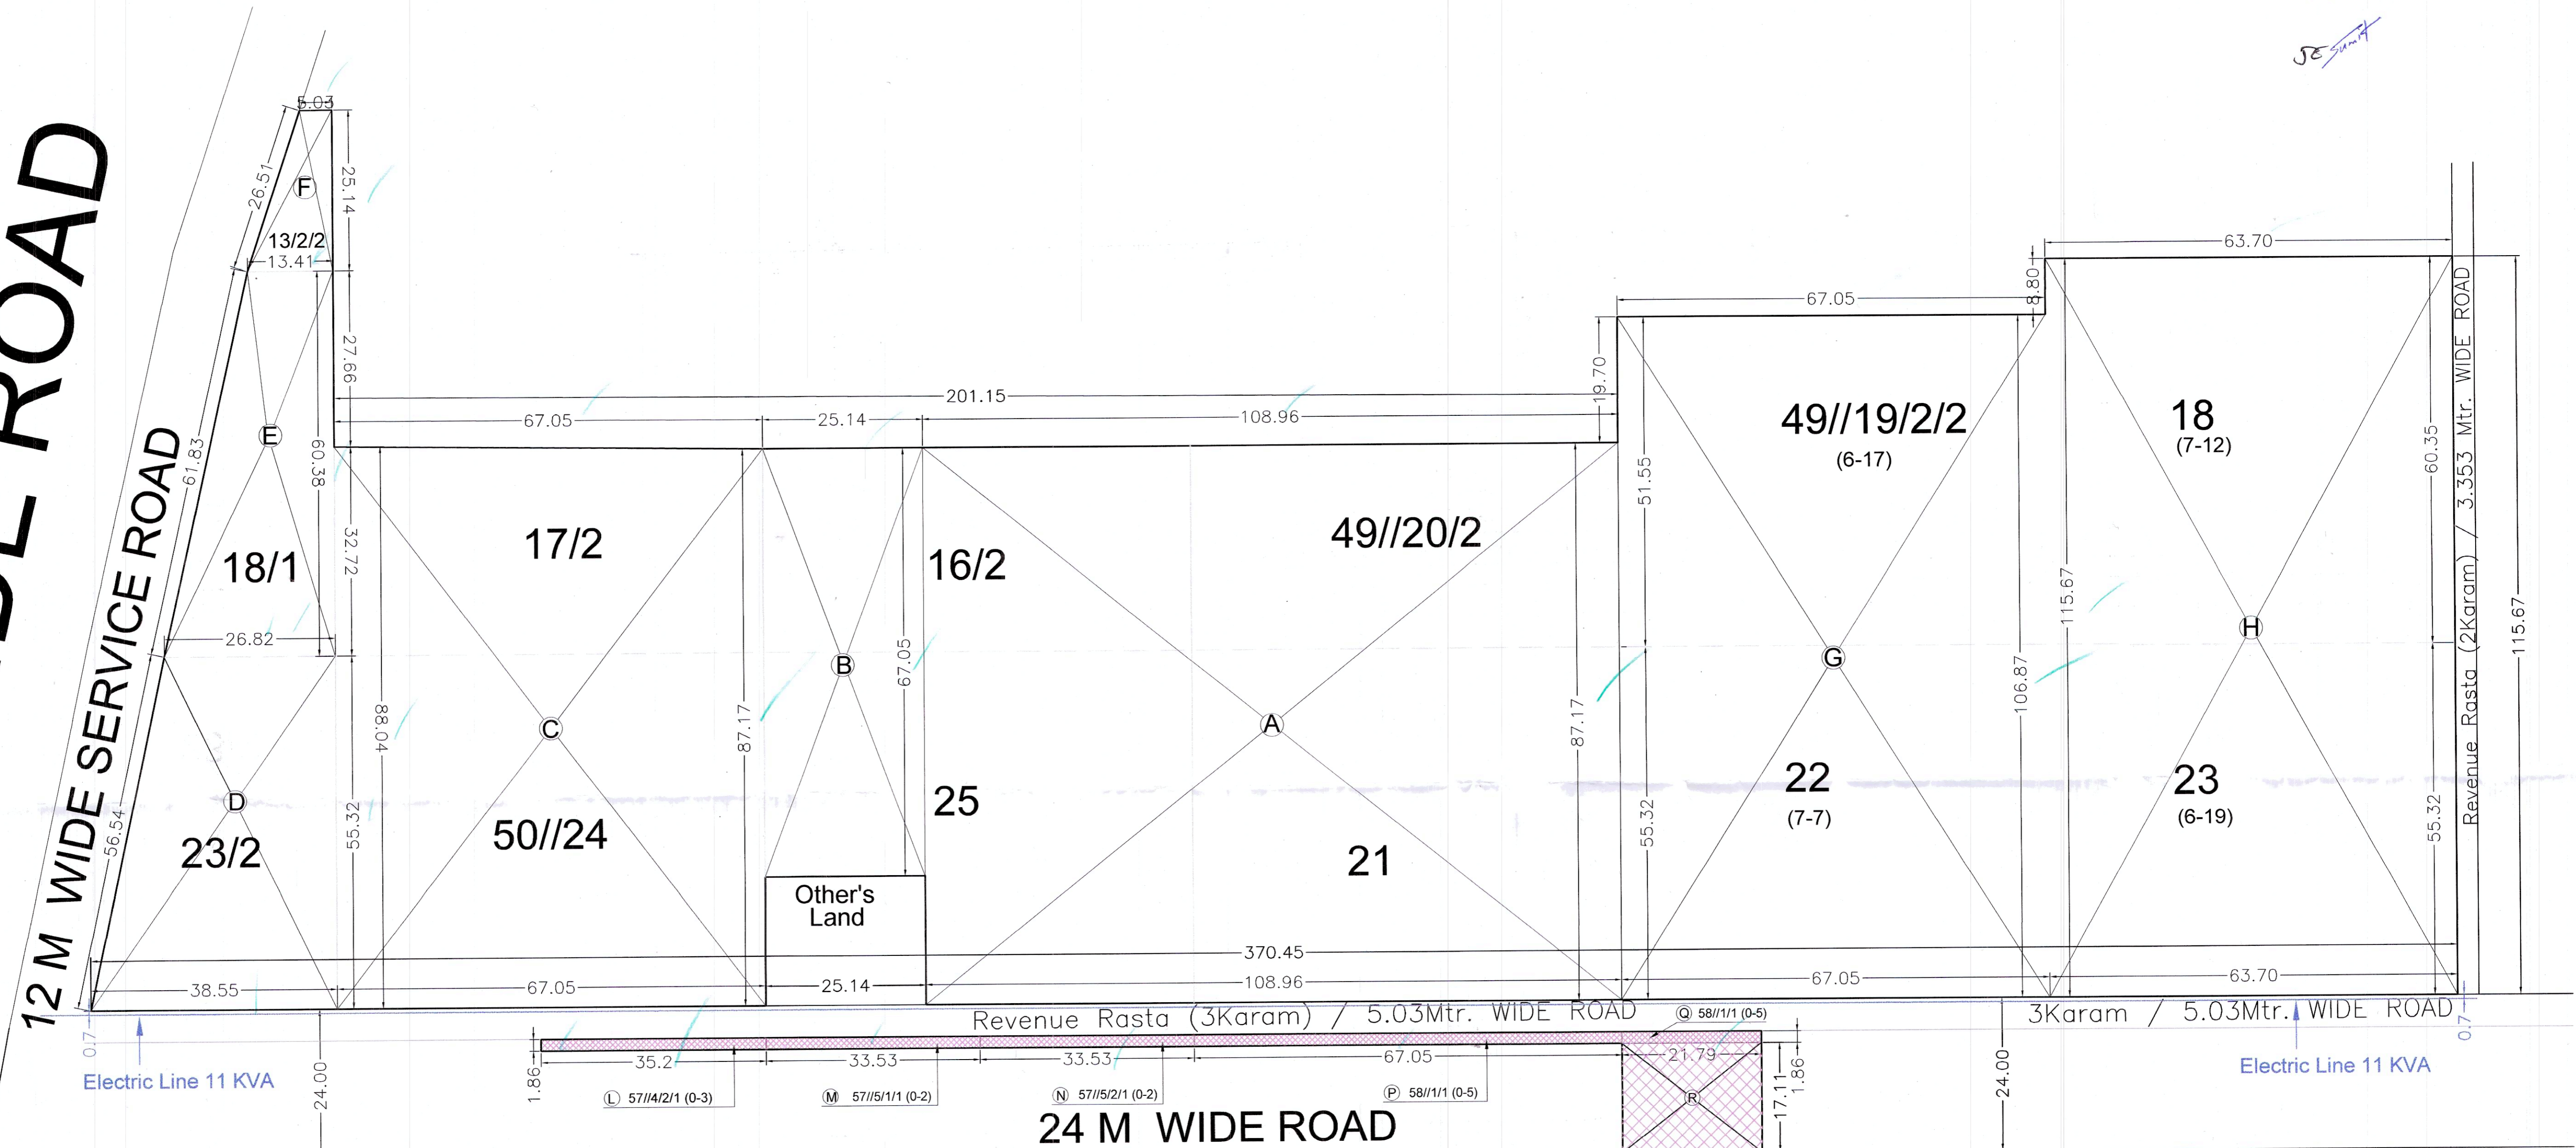 JE Sumit
5.03
26.51
25.14
F
13/2/2
13.41
63.70
67.05
8.80
27.66
201.15
67.05
25.14
108.96
19.70
E
61.83
60.38
32.72
18/1
26.82
17/2
16/2
49//20/2
49//19/2/2
(6-17)
18
(7-12)
51.55
60.35
115.67
115.67
Revenue Rasta (2Karam) / 3.353 Mtr. WIDE ROAD
ROAD
12 M WIDE SERVICE ROAD
B
67.05
C
A
G
H
88.04
87.17
87.17
106.87
D
56.54
55.32
23/2
50//24
25
21
22
(7-7)
23
(6-19)
55.32
55.32
Other's
Land
370.45
38.55
67.05
25.14
108.96
67.05
63.70
Revenue Rasta (3Karam) / 5.03Mtr. WIDE ROAD
3Karam / 5.03Mtr. WIDE ROAD
Q 58//1/1 (0-5)
0.7
0.7
Electric Line 11 KVA
Electric Line 11 KVA
24.00
24.00
1.86
35.2
33.53
33.53
67.05
21.79
1.86
17.11
L 57//4/2/1 (0-3)
M 57//5/1/1 (0-2)
N 57//5/2/1 (0-2)
P 58//1/1 (0-5)
R
24 M WIDE ROAD